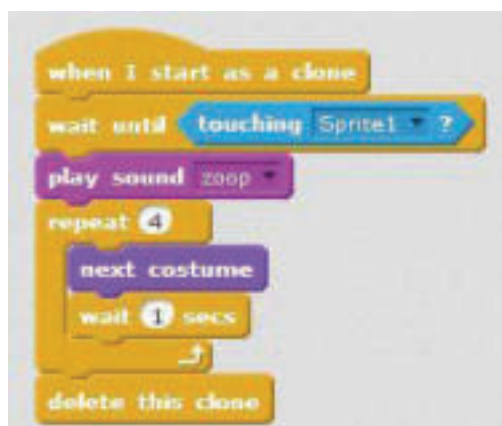 when I start as a clone
wait until touching Sprite1 ?
play sound zoop
repeat 4
next costume
wait 1 secs
delete this clone